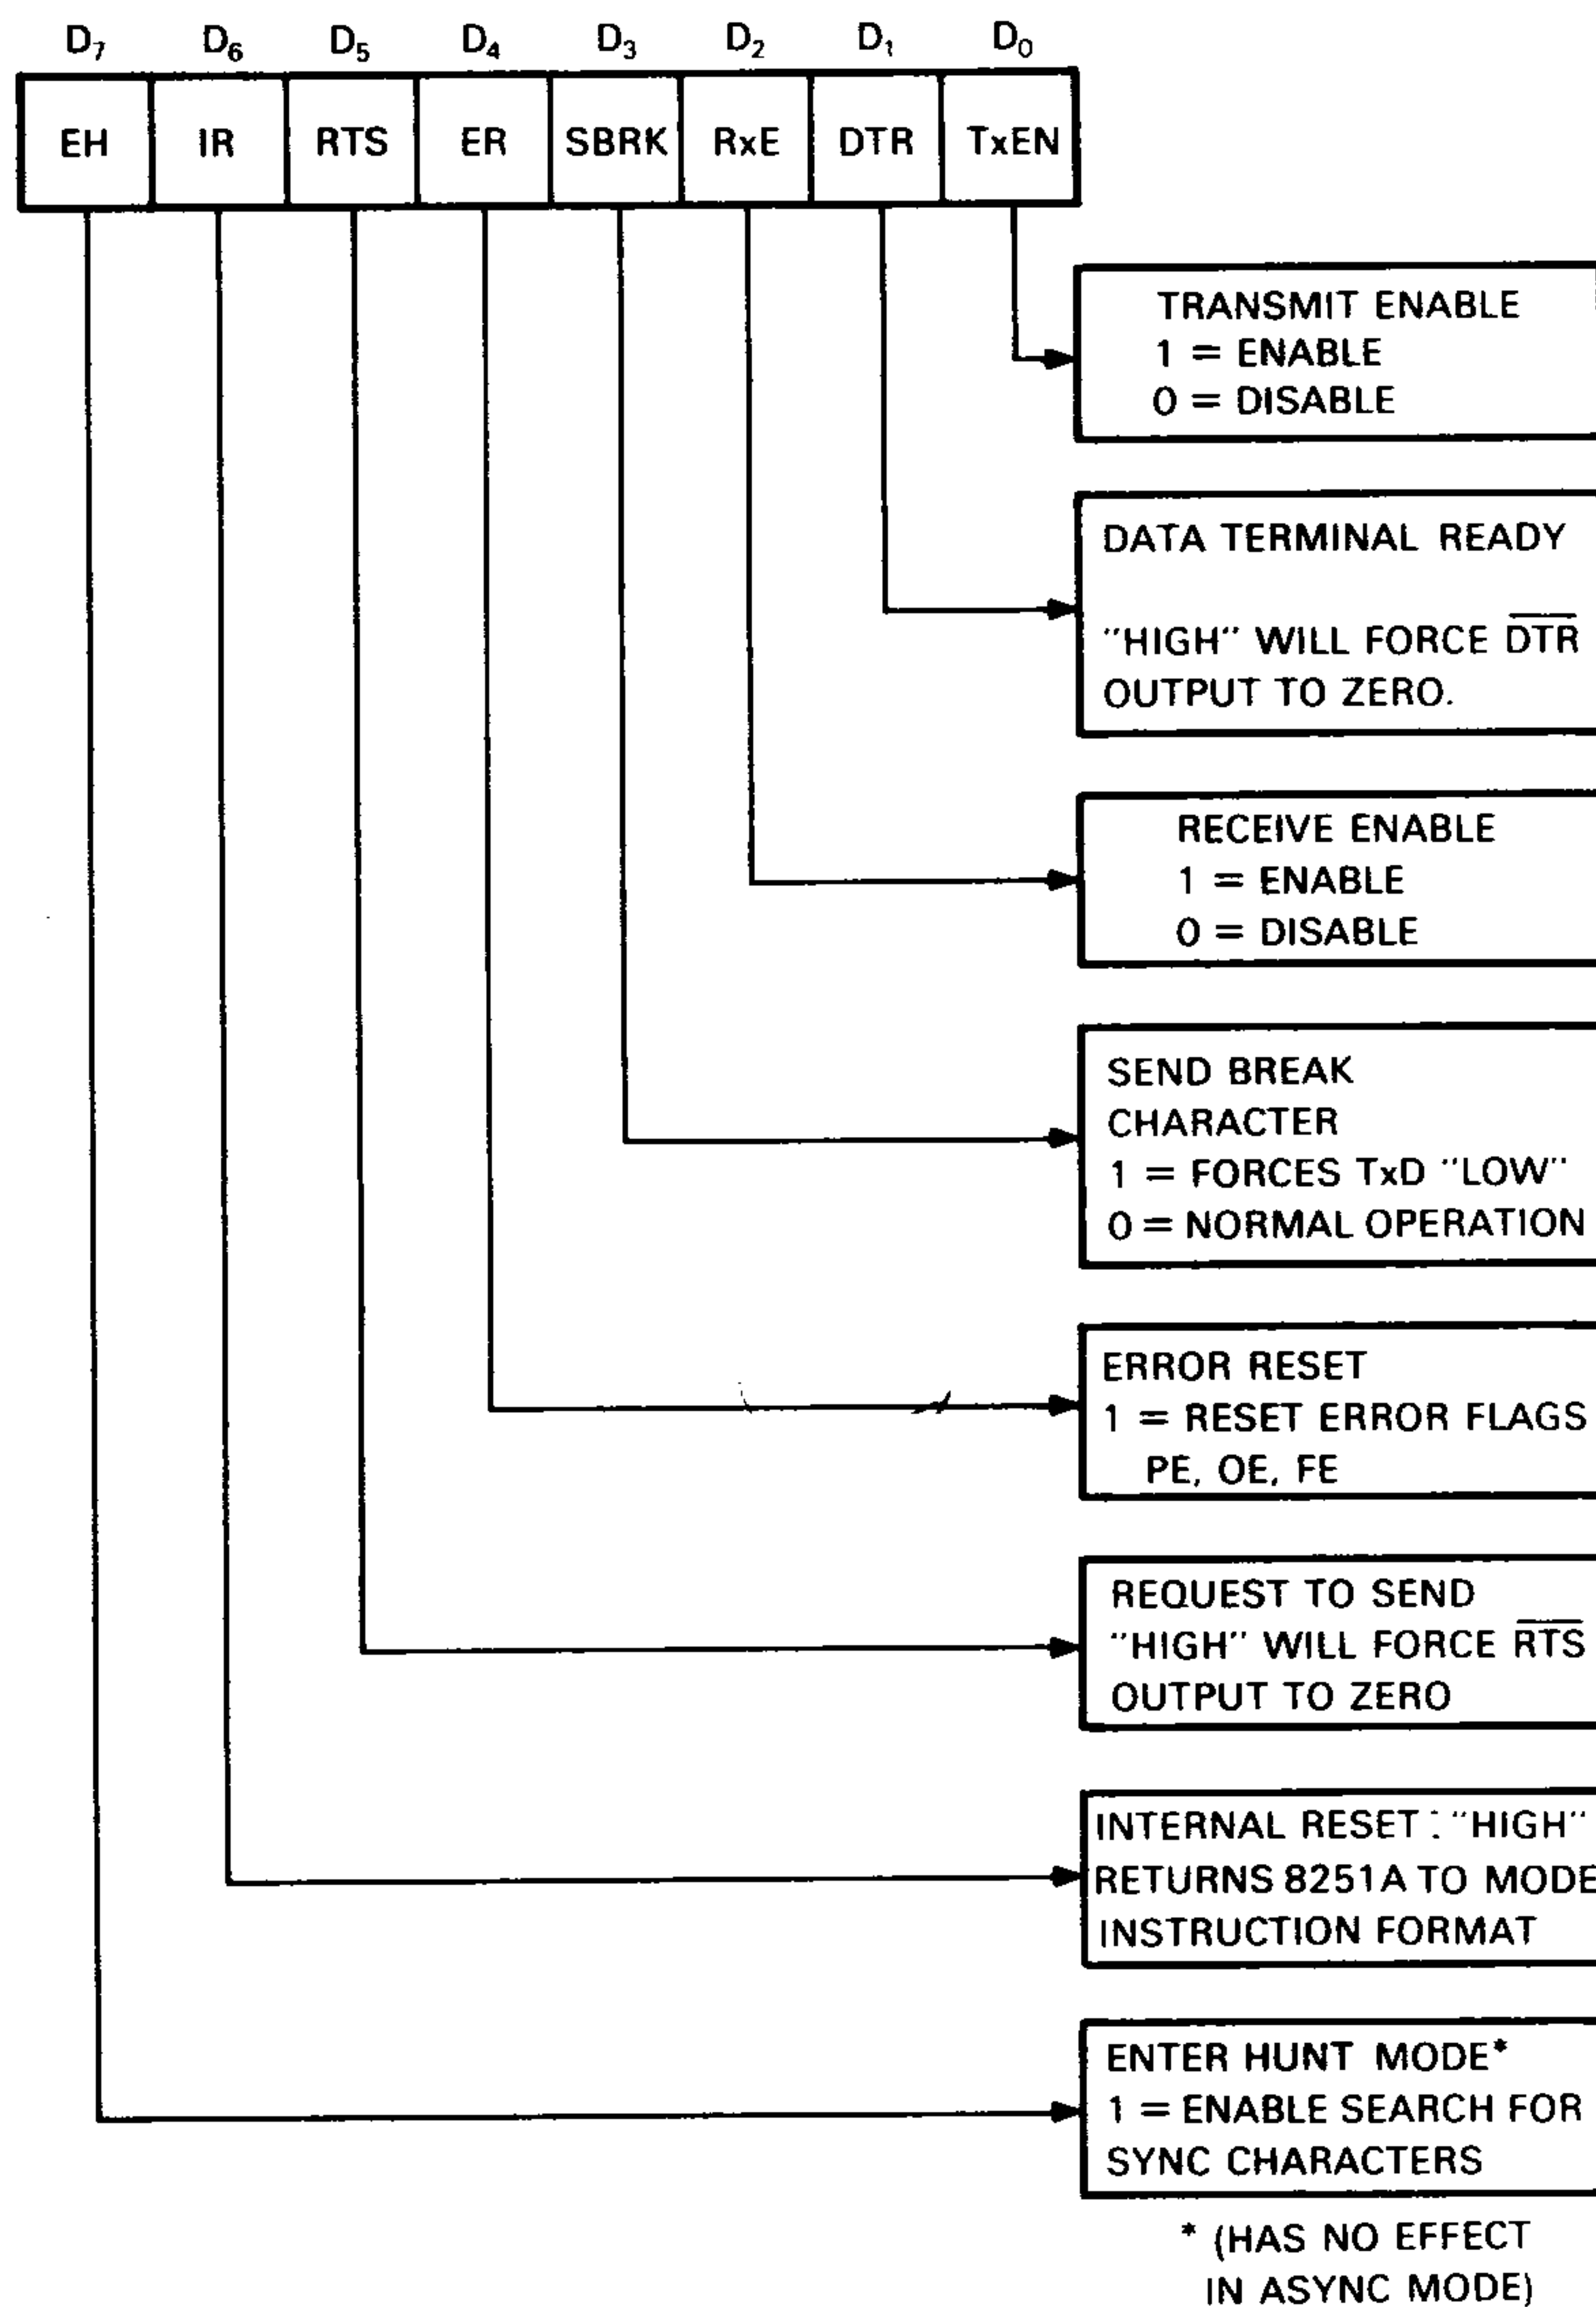 D7 D6 D5 D4 D3 D2 D1 D0
EH IR RTS ER SBRK RxE DTR TxEN
TRANSMIT ENABLE
1 = ENABLE
0 = DISABLE
DATA TERMINAL READY
"HIGH" WILL FORCE D̅T̅R̅
OUTPUT TO ZERO.
RECEIVE ENABLE
1 = ENABLE
0 = DISABLE
SEND BREAK
CHARACTER
1 = FORCES TxD "LOW"
0 = NORMAL OPERATION
ERROR RESET
1 = RESET ERROR FLAGS
PE, OE, FE
REQUEST TO SEND
"HIGH" WILL FORCE R̅T̅S̅
OUTPUT TO ZERO
INTERNAL RESET : "HIGH"
RETURNS 8251A TO MODE
INSTRUCTION FORMAT
ENTER HUNT MODE*
1 = ENABLE SEARCH FOR
SYNC CHARACTERS
* (HAS NO EFFECT
IN ASYNC MODE)